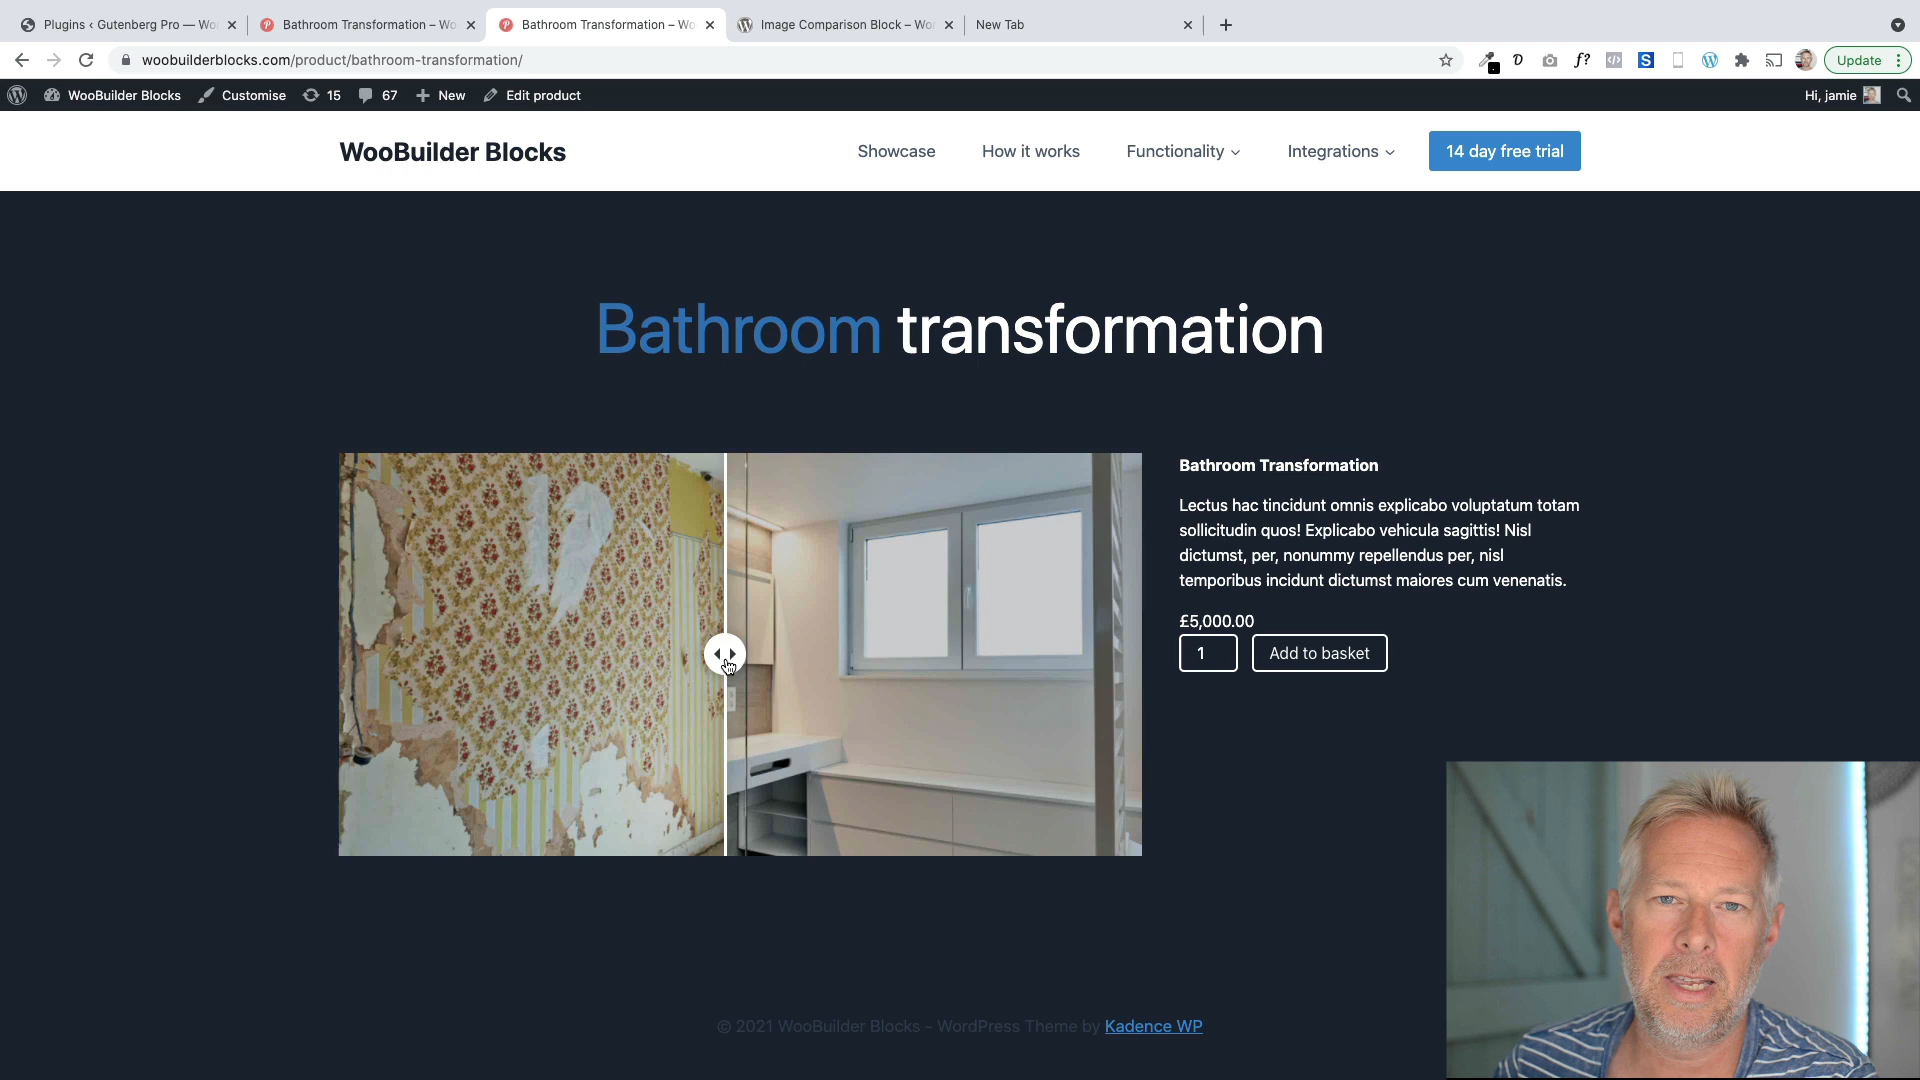 Plugins ‹ Gutenberg Pro — Wo
Bathroom Transformation – Wo
Bathroom Transformation – Wo
Image Comparison Block – Wor
New Tab
woobuilderblocks.com/product/bathroom-transformation/
Update
WooBuilder Blocks
Customise
15
67
New
Edit product
Hi, jamie
WooBuilder Blocks
Showcase
How it works
Functionality
Integrations
14 day free trial
Bathroom transformation
Bathroom Transformation
Lectus hac tincidunt omnis explicabo voluptatum totam
sollicitudin quos! Explicabo vehicula sagittis! Nisl
dictumst, per, nonummy repellendus per, nisl
temporibus incidunt dictumst maiores cum venenatis.
£5,000.00
1
Add to basket
© 2021 WooBuilder Blocks - WordPress Theme by Kadence WP